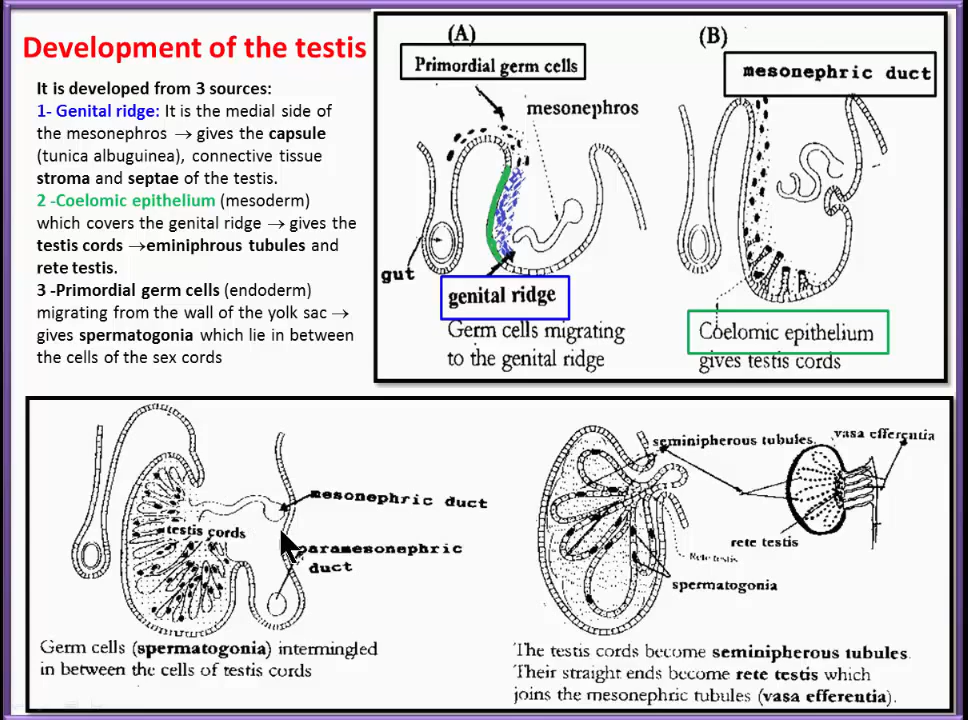 Development of the testis
It is developed from 3 sources:
1- Genital ridge: It is the medial side of
the mesonephros → gives the capsule
(tunica albuguinea), connective tissue
stroma and septae of the testis.
2 -Coelomic epithelium (mesoderm)
which covers the genital ridge → gives the
testis cords →eminiphrous tubules and
rete testis.
3 -Primordial germ cells (endoderm)
migrating from the wall of the yolk sac →
gives spermatogonia which lie in between
the cells of the sex cords
(A)
Primordial germ cells
mesonephros
gut
genital ridge
Germ cells migrating
to the genital ridge
(B)
mesonephric duct
Coelomic epithelium
gives testis cords
mesonephric duct
testis cords
paramesonephric
duct
Germ cells (spermatogonia) intermingled
in between the cells of testis cords
seminipherous tubules.
vasa efferentia
rete testis
Rete testis
spermatogonia
The testis cords become seminipherous tubules.
Their straight ends become rete testis which
joins the mesonephric tubules (vasa efferentia).